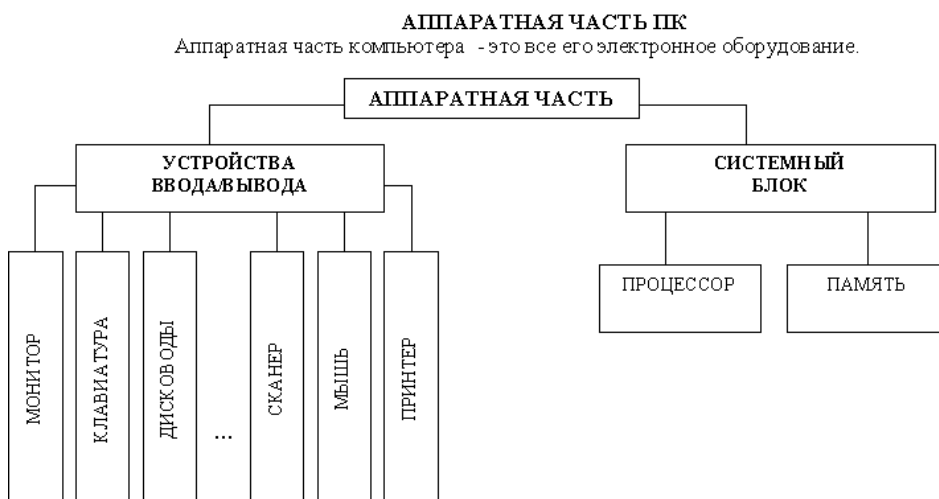 АППАРАТНАЯ ЧАСТЬ ПК
Аппаратная часть компьютера - это все его электронное оборудование.
АППАРАТНАЯ ЧАСТЬ
УСТРОЙСТВА
ВВОДА/ВЫВОДА
СИСТЕМНЫЙ
БЛОК
МОНИТОР
КЛАВИАТУРА
ДИСКОВОДЫ
...
СКАНЕР
МЫШЬ
ПРИНТЕР
ПРОЦЕССОР
ПАМЯТЬ